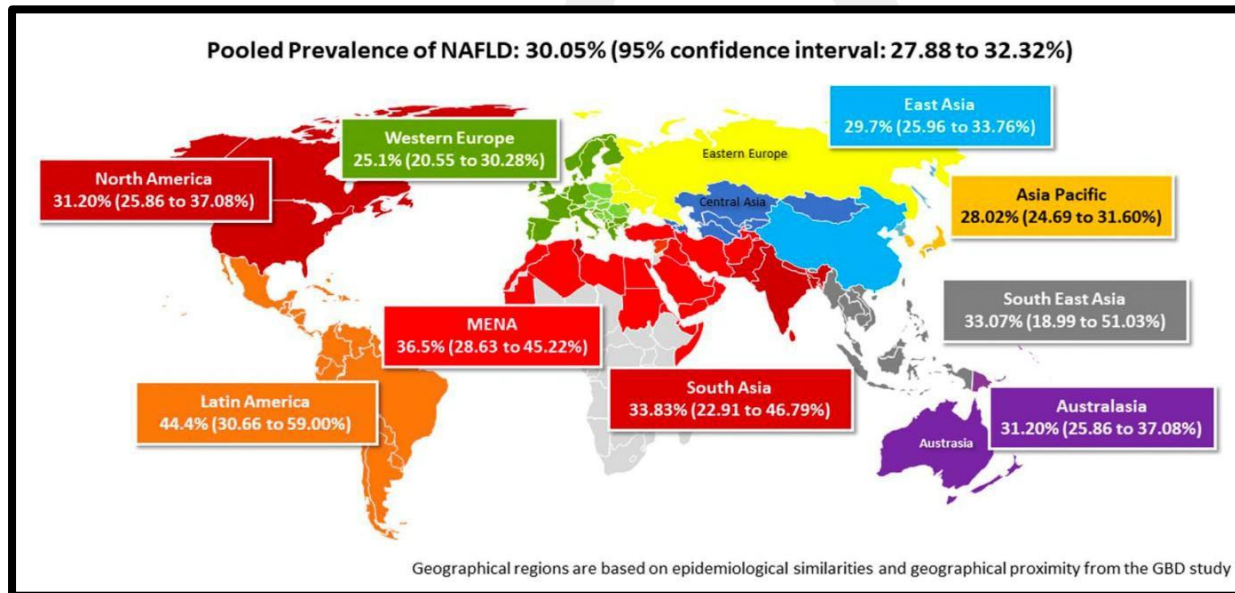 Pooled Prevalence of NAFLD: 30.05% (95% confidence interval: 27.88 to 32.32%)
East Asia
29.7% (25.96 to 33.76%)
Western Europe
25.1% (20.55 to 30.28%)
Eastern Europe
North America
31.20% (25.86 to 37.08%)
Central Asia
Asia Pacific
28.02% (24.69 to 31.60%)
South East Asia
33.07% (18.99 to 51.03%)
MENA
36.5% (28.63 to 45.22%)
South Asia
33.83% (22.91 to 46.79%)
Latin America
44.4% (30.66 to 59.00%)
Australasia
31.20% (25.86 to 37.08%)
Austrasia
Geographical regions are based on epidemiological similarities and geographical proximity from the GBD study